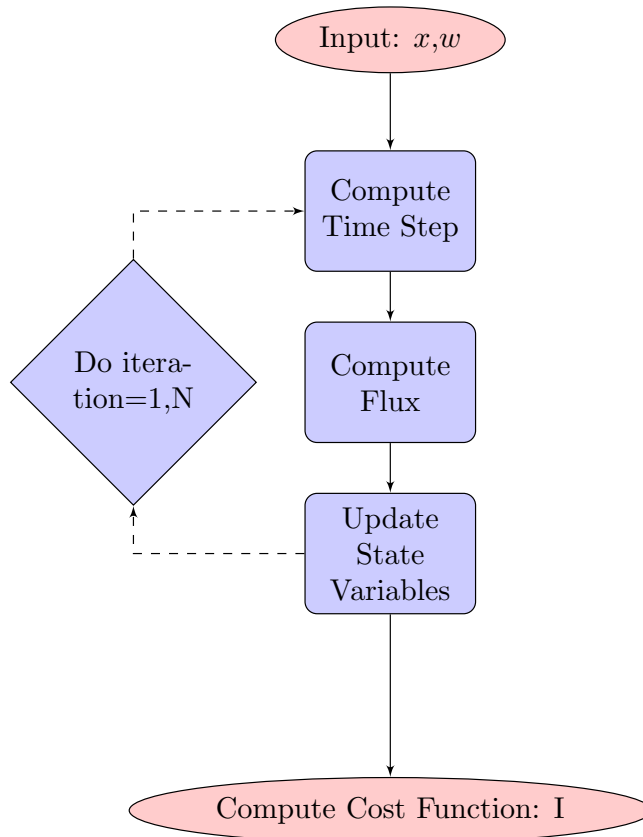 Input: x,w
Compute
Time Step
Do itera-
tion=1,N
Compute
Flux
Update
State
Variables
Compute Cost Function: I